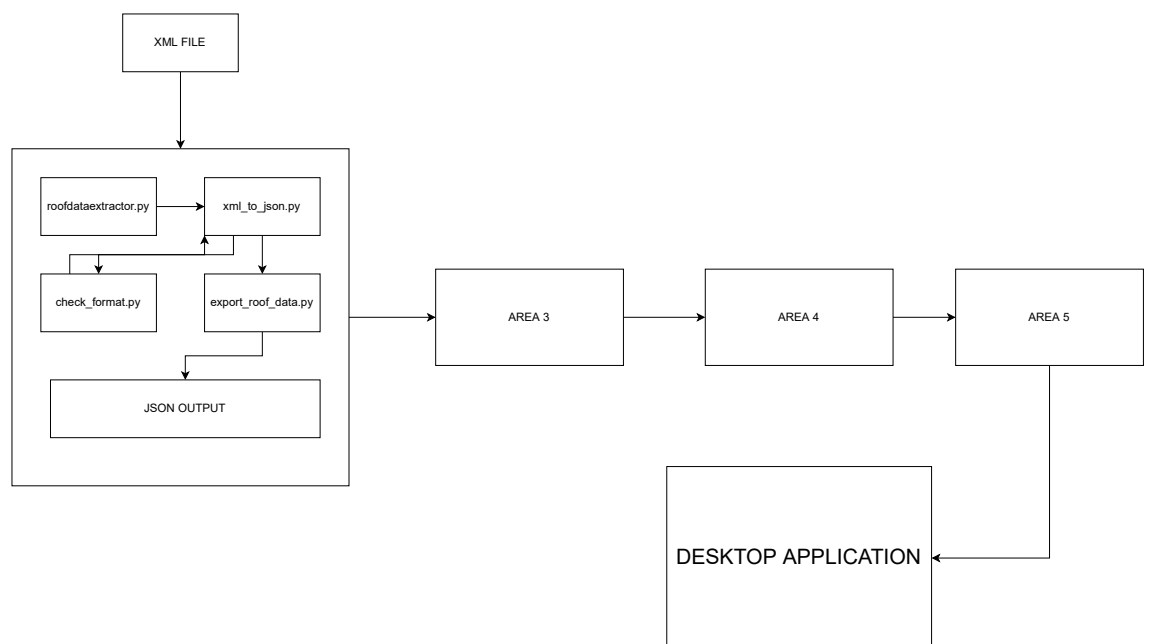 XML FILE
roofdataextractor.py
xml_to_json.py
check_format.py
export_roof_data.py
JSON OUTPUT
AREA 3
AREA 4
AREA 5
DESKTOP APPLICATION